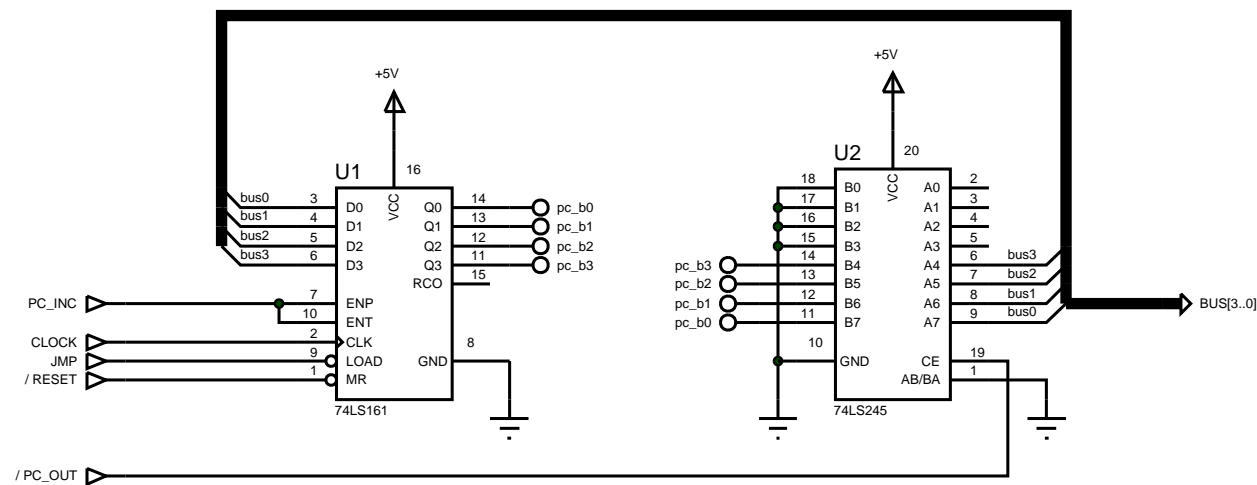 +5V
+5V
U1
16
VCC
bus0 3 D0 Q0 14 pc_b0
bus1 4 D1 Q1 13 pc_b1
bus2 5 D2 Q2 12 pc_b2
bus3 6 D3 Q3 11 pc_b3
RCO 15
PC_INC 7 ENP
10 ENT
CLOCK 2 CLK
JMP 9 LOAD GND 8
/ RESET 1 MR
74LS161
U2
20
VCC
18 B0 A0 2
17 B1 A1 3
16 B2 A2 4
15 B3 A3 5
pc_b3 14 B4 A4 6 bus3
pc_b2 13 B5 A5 7 bus2
pc_b1 12 B6 A6 8 bus1
pc_b0 11 B7 A7 9 bus0
BUS[3..0]
10 GND CE 19
AB/BA 1
74LS245
/ PC_OUT